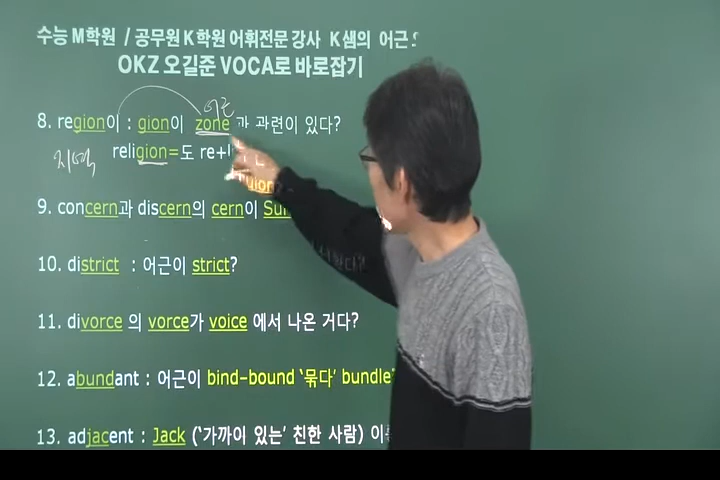 수능 M학원 / 공무원 K학원 어휘전문 강사 K샘의 어근
OKZ 오길준 VOCA로 바로잡기
어근
8. region이 : gion이 zone 과 관련이 있다?
지역 religion=도 re+l
9. concern과 discern의 cern이 Sur
10. district : 어근이 strict?
11. divorce 의 vorce가 voice 에서 나온 거다?
12. abundant : 어근이 bind-bound '묶다' bundle
13. adjacent : Jack ('가까이 있는' 친한 사람)